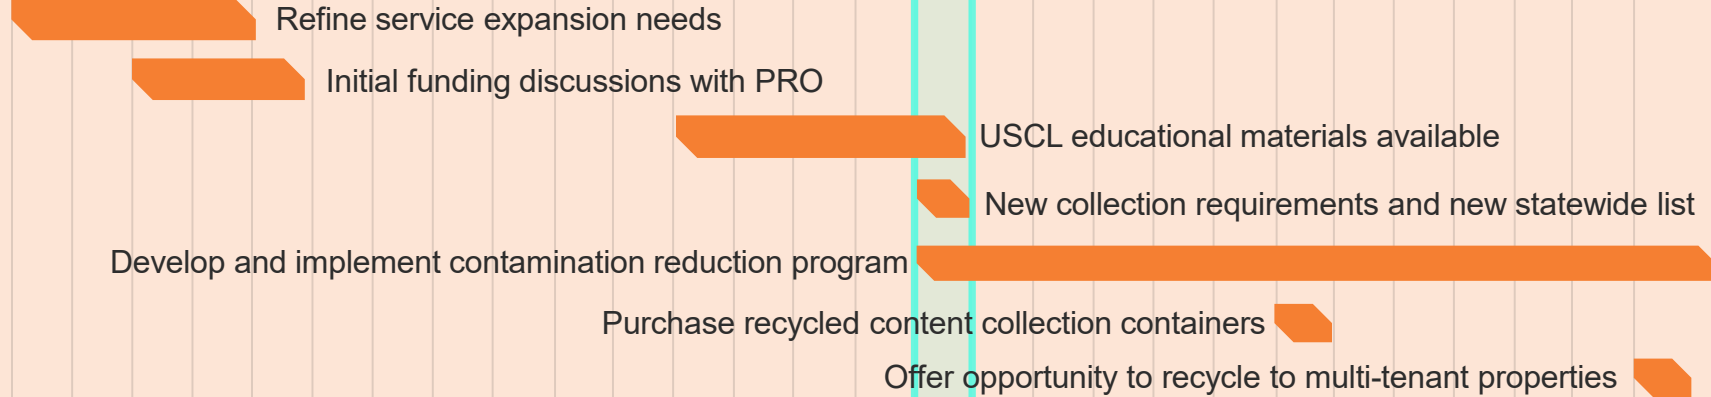 Refine service expansion needs
Initial funding discussions with PRO
USCL educational materials available
New collection requirements and new statewide list
Develop and implement contamination reduction program
Purchase recycled content collection containers
Offer opportunity to recycle to multi-tenant properties